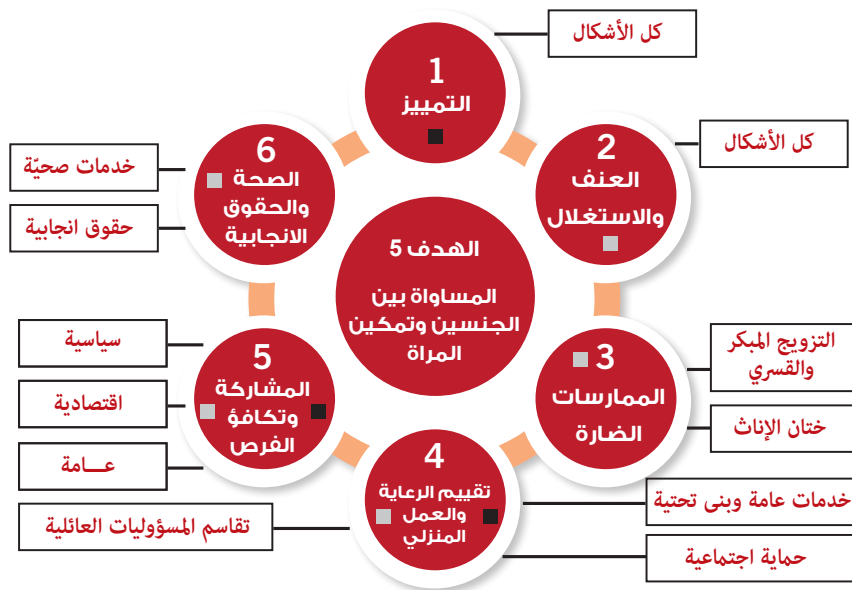 الهدف 5
المساواة بين
الجنسين وتمكين
المراة
1
التمييز
كل الأشكال
2
العنف
والاستغلال
كل الأشكال
3
الممارسات
الضارة
التزويج المبكر
والقسري
ختان الإناث
4
تقييم الرعاية
والعمل
المنزلي
خدمات عامة وبنى تحتية
حماية اجتماعية
تقاسم المسؤوليات العائلية
5
المشاركة
وتكافؤ
الفرص
سياسية
اقتصادية
عـــامة
6
الصحة
والحقوق
الانجابية
خدمات صحيّة
حقوق انجابية